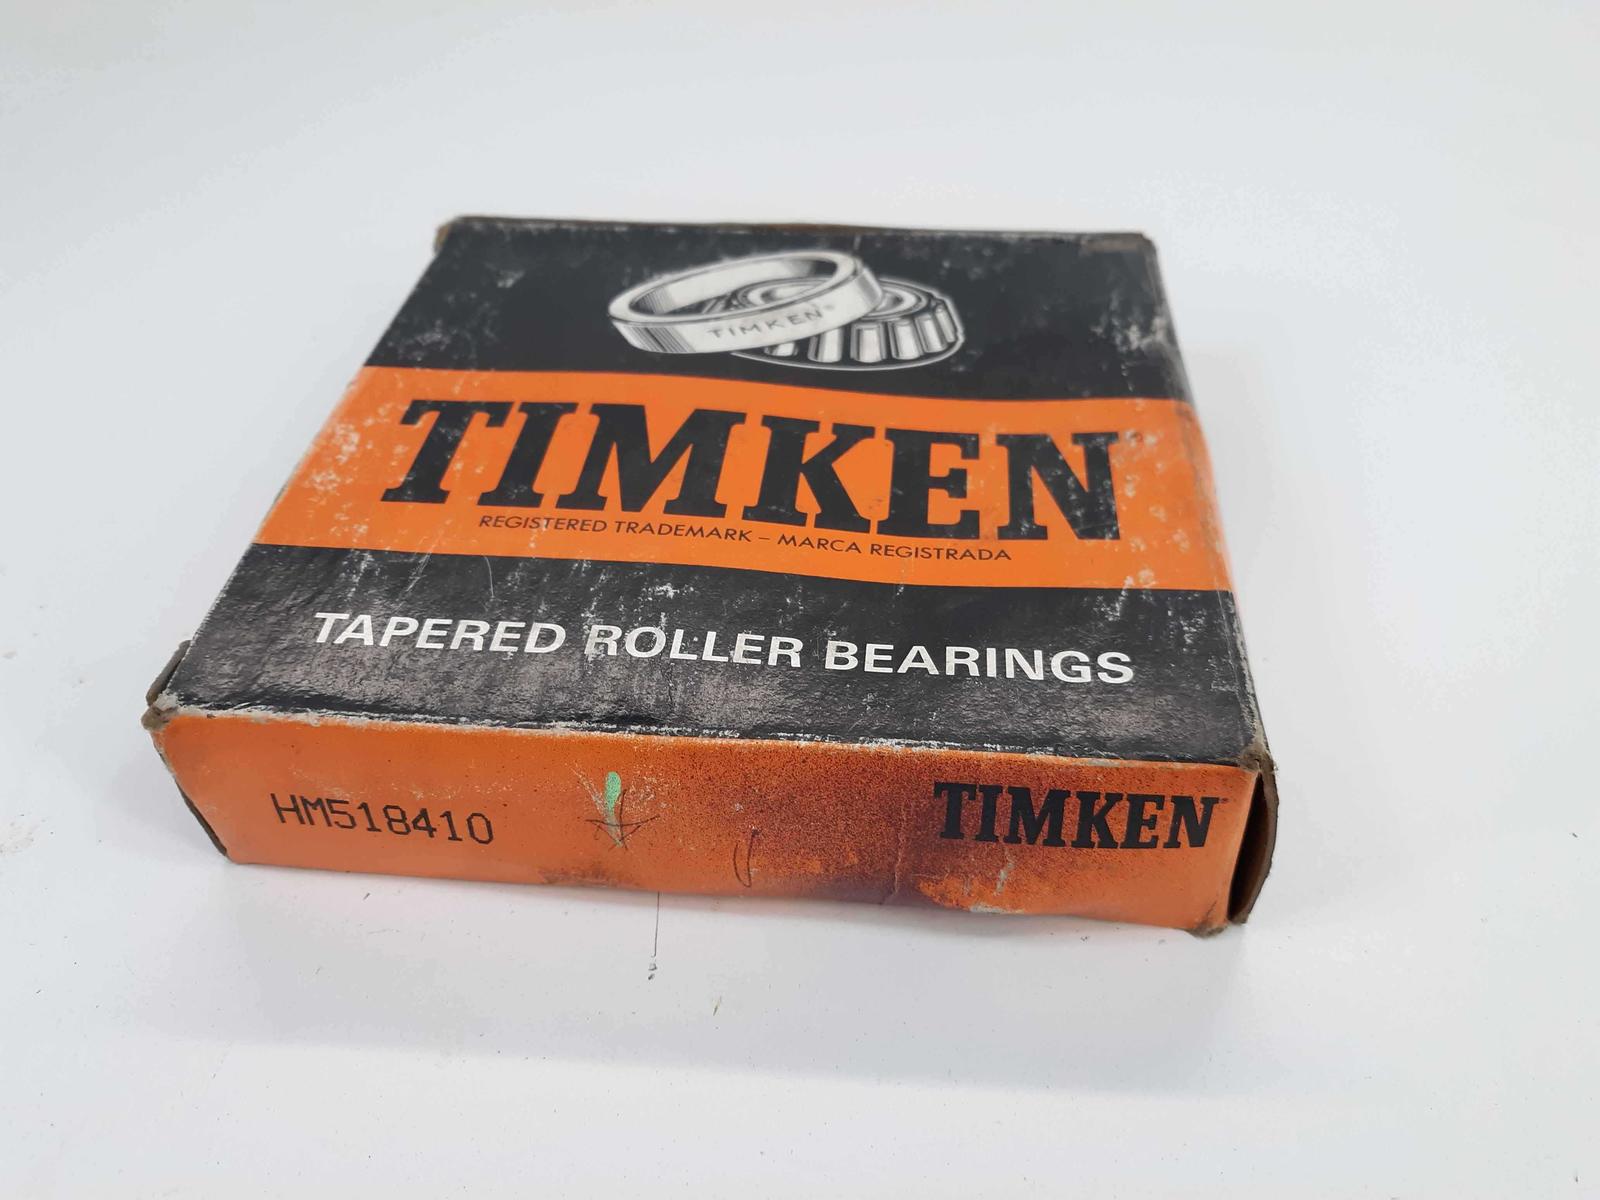 TIMKEN®
TIMKEN
REGISTERED TRADEMARK – MARCA REGISTRADA
TAPERED ROLLER BEARINGS
HM518410
TIMKEN